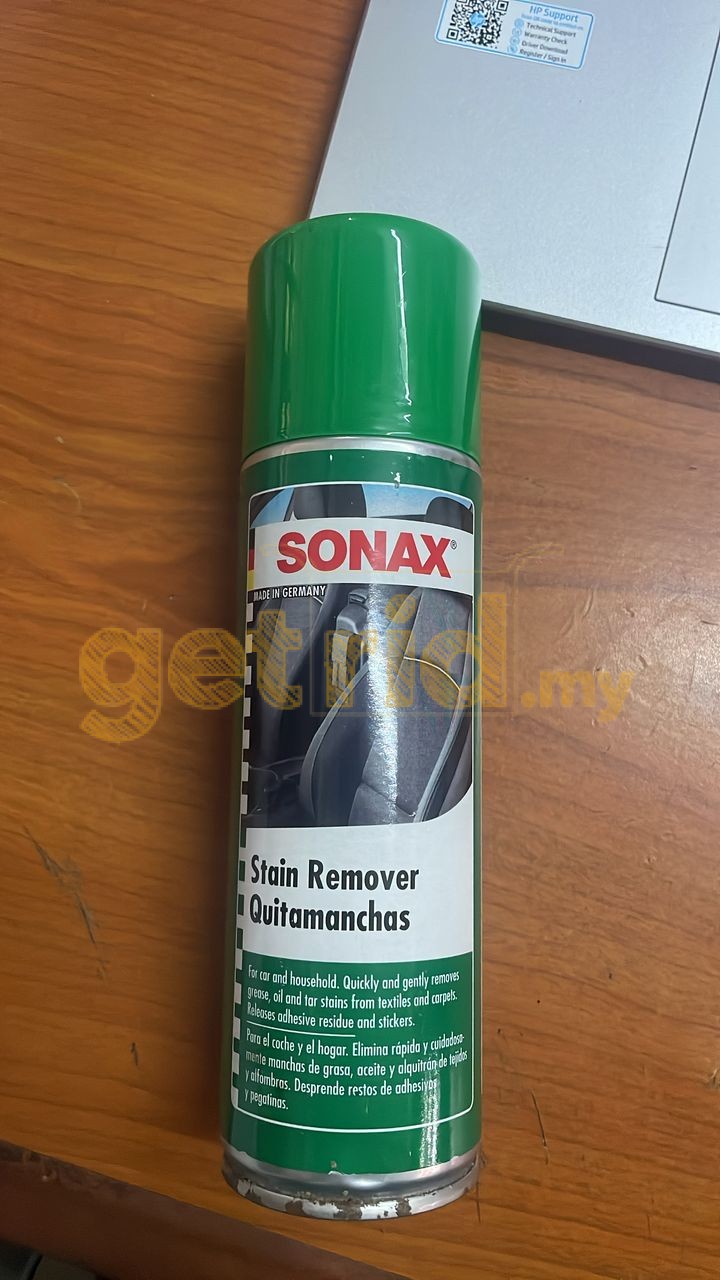 HP Support
Technical Support
Warranty Check
Driver Download
Register / Sign in
SONAX®
MADE IN GERMANY
getrid.my
Stain Remover
Quitamanchas
For car and household. Quickly and gently removes
grease, oil and tar stains from textiles and carpets.
Releases adhesive residue and stickers.
Para el coche y el hogar. Elimina rápida y cuidadosa-
mente manchas de grasa, aceite y alquitrán de tejidos
y alfombras. Desprende restos de adhesivos
y pegatinas.